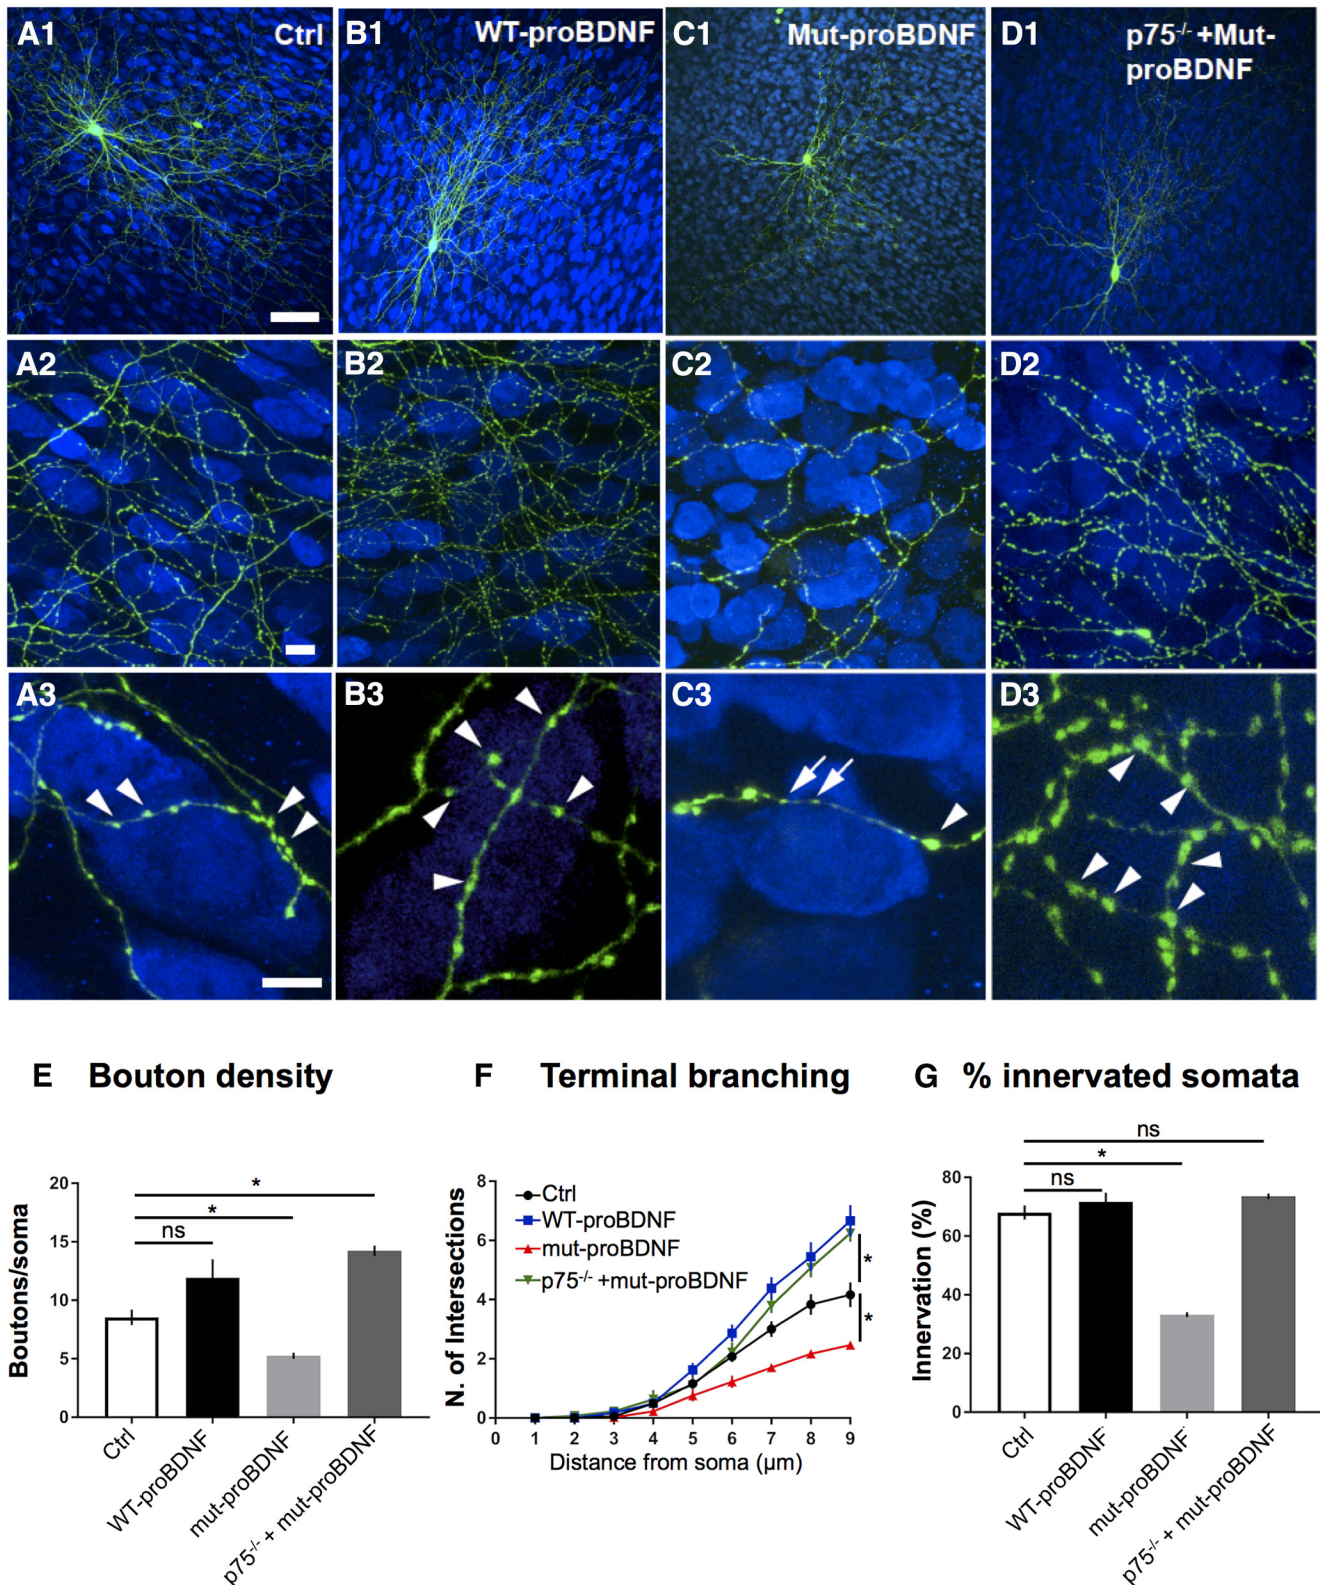 A1 Ctrl
B1 WT-proBDNF
C1 Mut-proBDNF
D1 p75-/- +Mut-
proBDNF
A2
B2
C2
D2
A3
B3
C3
D3
E Bouton density
Boutons/soma
20
15
10
5
0
*
*
ns
Ctrl
WT-proBDNF
mut-proBDNF
p75-/- + mut-proBDNF
F Terminal branching
N. of Intersections
8
6
4
2
0
Ctrl
WT-proBDNF
mut-proBDNF
p75-/- +mut-proBDNF
*
*
0 1 2 3 4 5 6 7 8 9
Distance from soma (µm)
G % innervated somata
Innervation (%)
80
60
40
20
0
ns
*
ns
Ctrl
WT-proBDNF
mut-proBDNF
p75-/- + mut-proBDNF